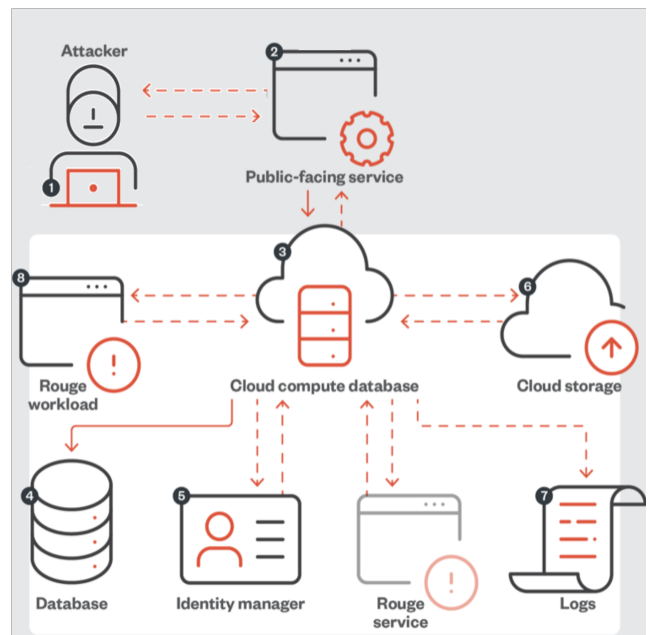 Attacker
2
1
Public-facing service
3
8
6
Rouge
workload
Cloud compute database
Cloud storage
4
5
7
Database
Identity manager
Rouge
service
Logs